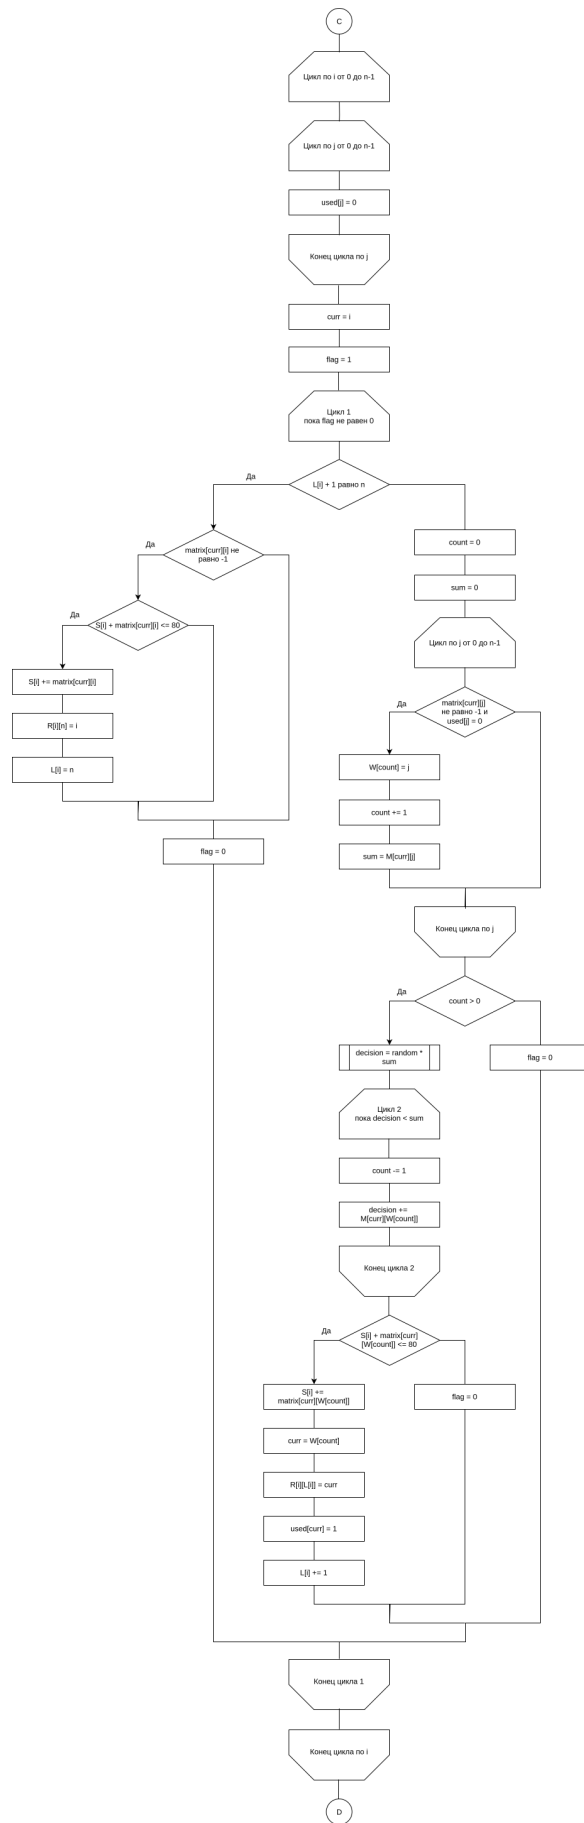 C
Цикл по i от 0 до n-1
Цикл по j от 0 до n-1
used[j] = 0
Конец цикла по j
curr = i
flag = 1
Цикл 1
пока flag не равен 0
L[i] + 1 равно n
Да
matrix[curr][i] не
равно -1
Да
S[i] + matrix[curr][i] <= 80
Да
S[i] += matrix[curr][i]
R[i][n] = i
L[i] = n
flag = 0
count = 0
sum = 0
Цикл по j от 0 до n-1
matrix[curr][j]
не равно -1 и
used[j] = 0
Да
W[count] = j
count += 1
sum = M[curr][j]
Конец цикла по j
count > 0
Да
decision = random *
sum
flag = 0
Цикл 2
пока decision < sum
count -= 1
decision +=
M[curr][W[count]]
Конец цикла 2
S[i] + matrix[curr]
[W[count]] <= 80
Да
S[i] +=
matrix[curr][W[count]]
flag = 0
curr = W[count]
R[i][L[i]] = curr
used[curr] = 1
L[i] += 1
Конец цикла 1
Конец цикла по i
D